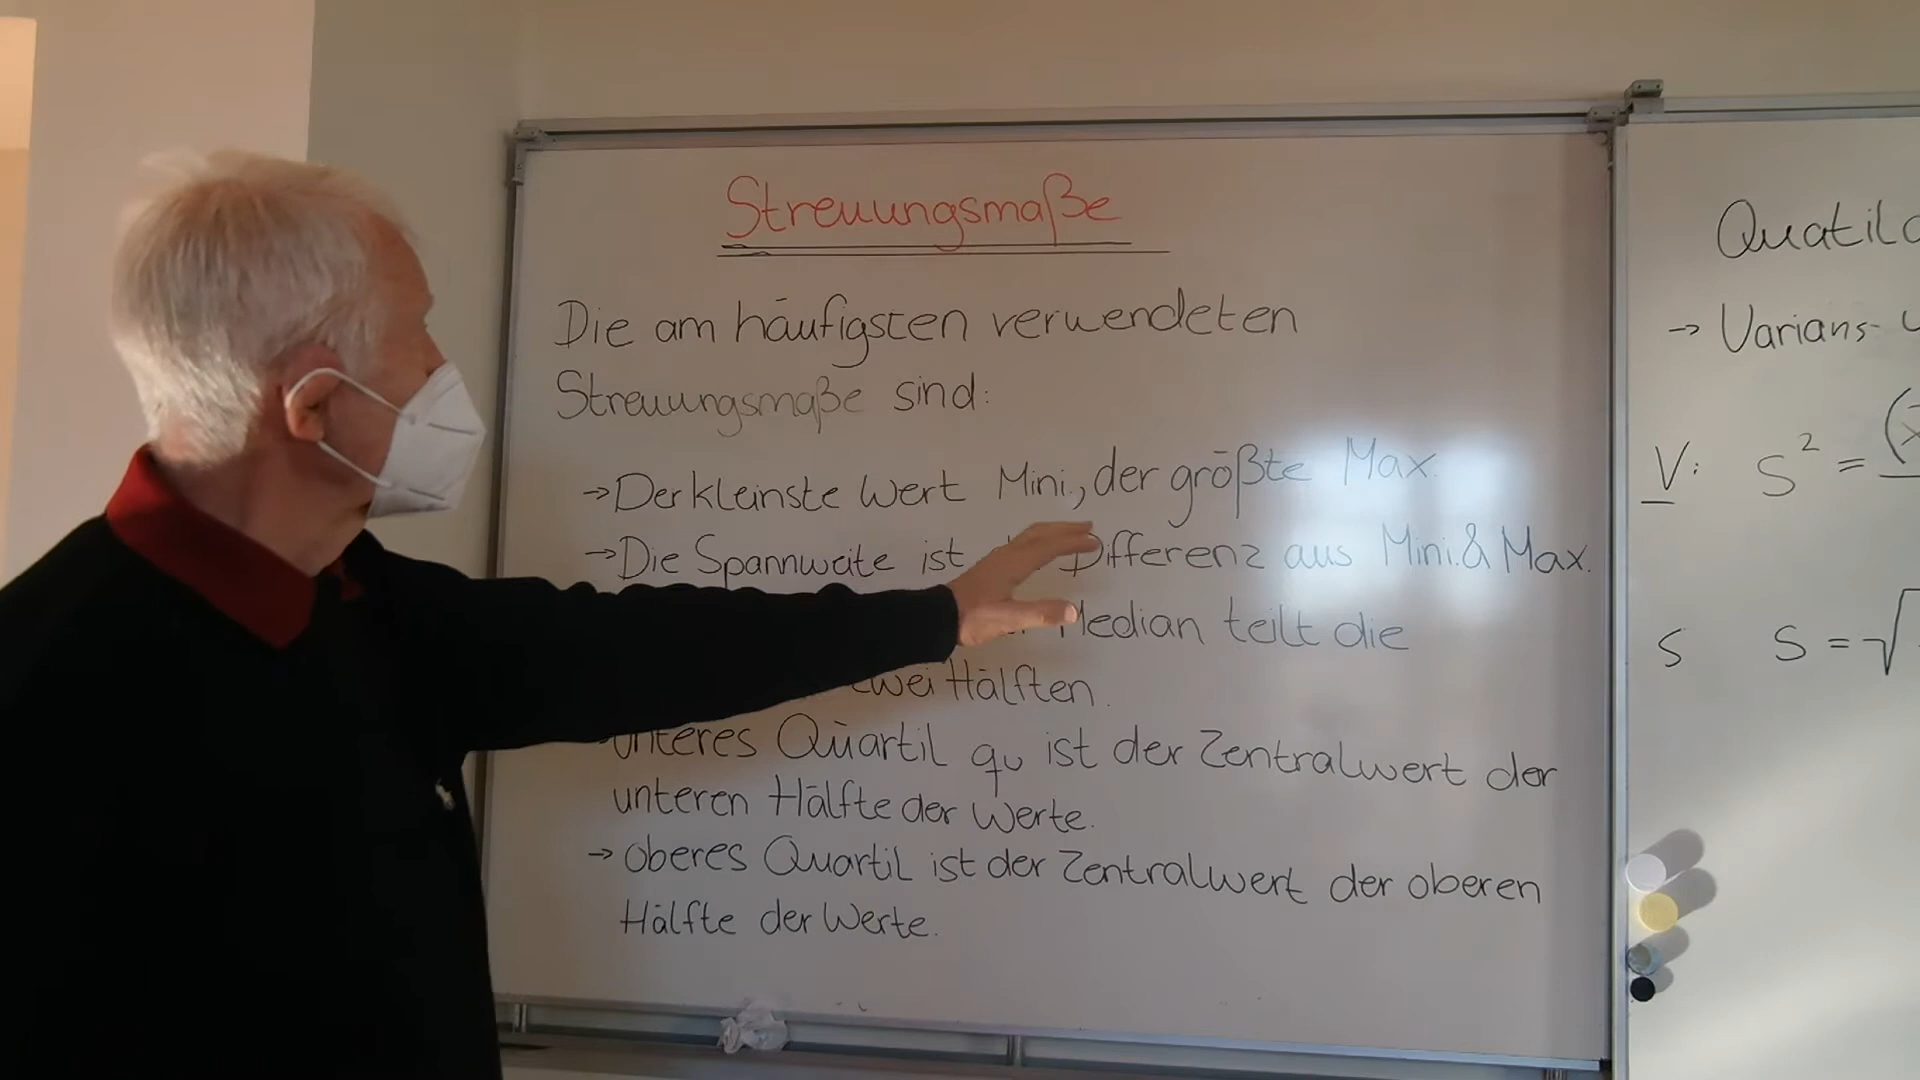 Streuungsmaße
Die am häufigsten verwendeten
Streuungsmaße sind:
→ Der kleinste Wert Mini., der größte Max.
→ Die Spannweite ist Differenz aus Mini. & Max.
Median teilt die
zwei Hälften.
unteres Quartil qu ist der Zentralwert der
unteren Hälfte der Werte.
→ oberes Quartil ist der Zentralwert der oberen
Hälfte der Werte.
Quatil
→ Varians-
V: S² =
S S = √